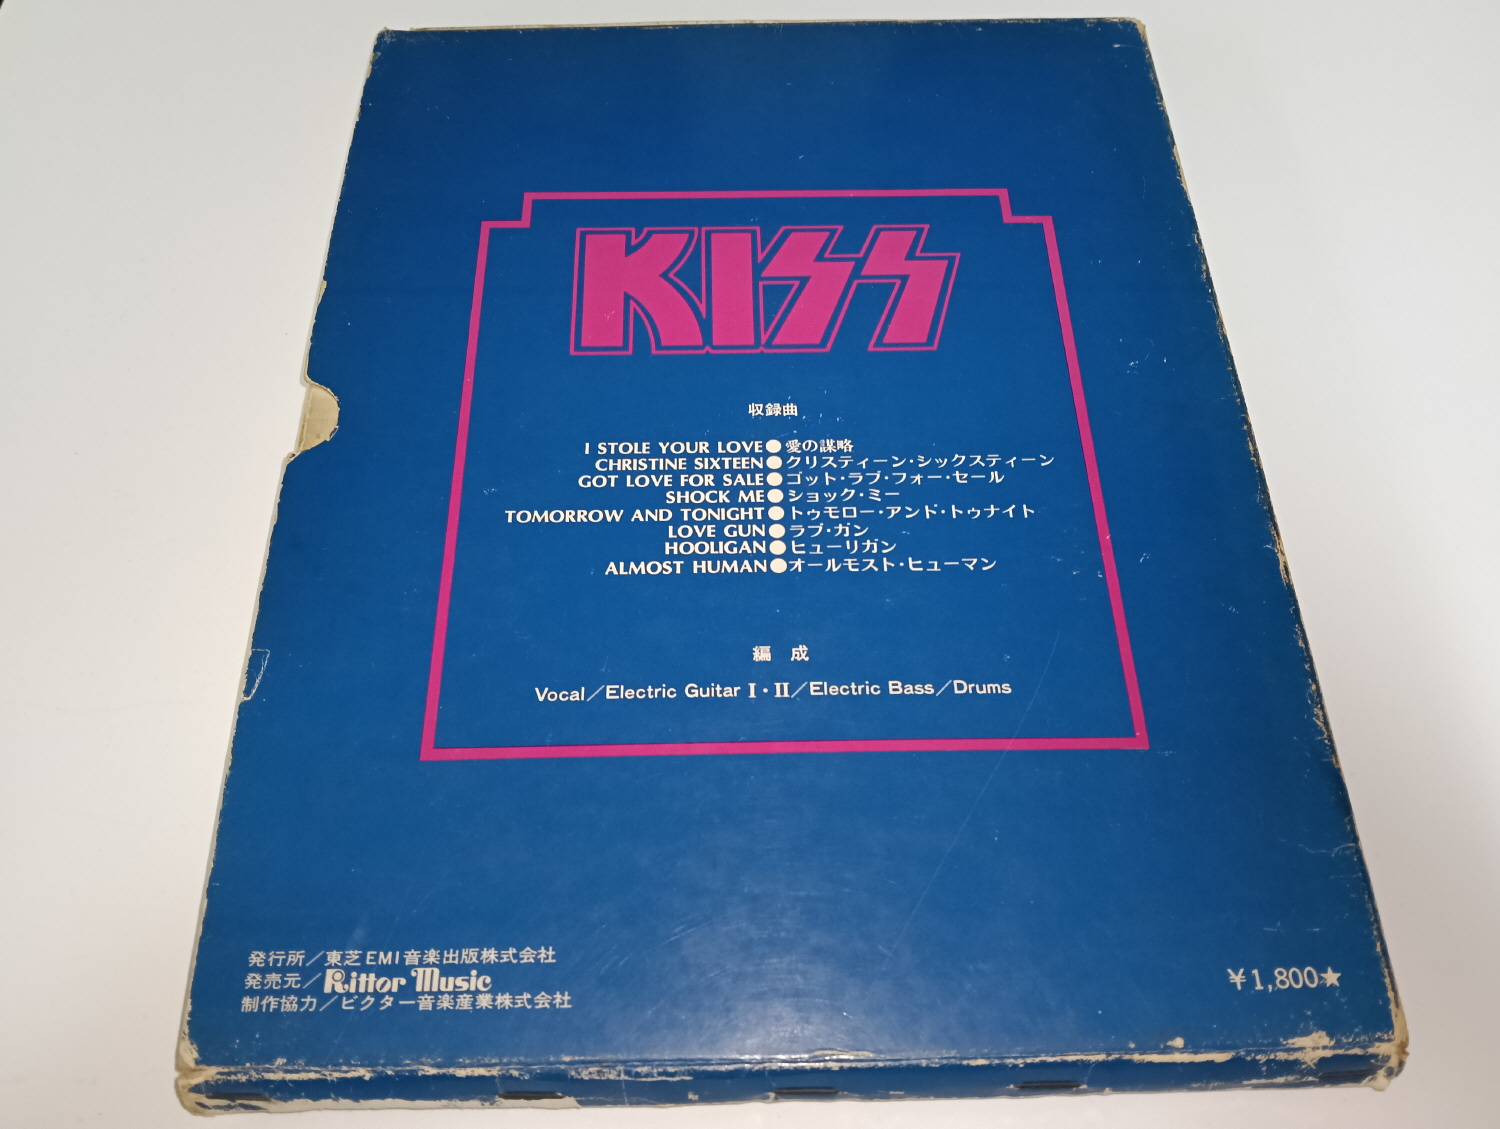 KISS
収録曲
I STOLE YOUR LOVE●愛の謀略
CHRISTINE SIXTEEN●クリスティーン・シックスティーン
GOT LOVE FOR SALE●ゴット・ラブ・フォー・セール
SHOCK ME●ショック・ミー
TOMORROW AND TONIGHT●トゥモロー・アンド・トゥナイト
LOVE GUN●ラブ・ガン
HOOLIGAN●ヒューリガン
ALMOST HUMAN●オールモスト・ヒューマン
編 成
Vocal／Electric Guitar I・II／Electric Bass／Drums
発行所／東芝EMI音楽出版株式会社
発売元／Rittor Music
制作協力／ビクター音楽産業株式会社
￥1,800★